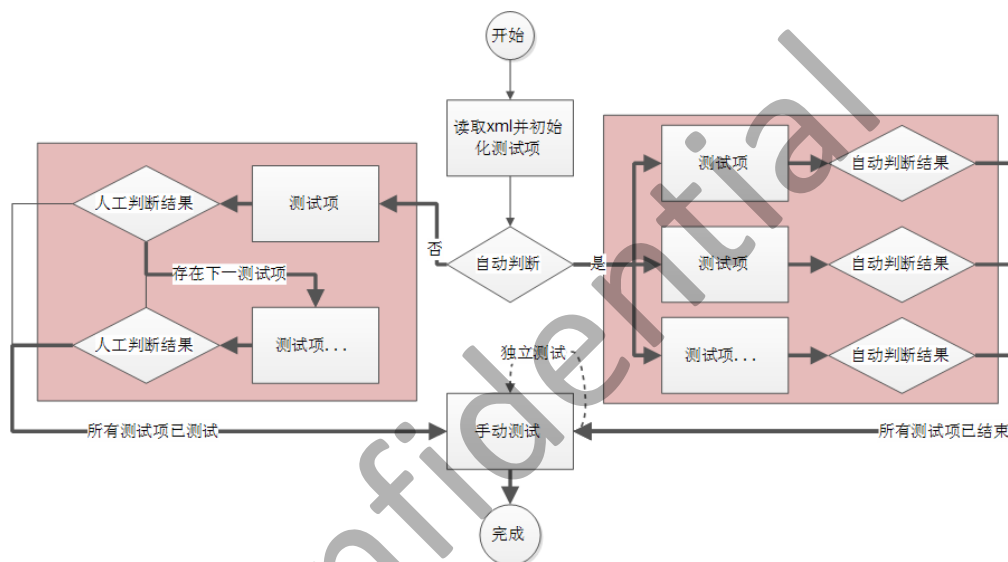 开始
读取xml并初始
化测试项
自动判断
否
是
测试项
人工判断结果
存在下一测试项
人工判断结果
测试项...
测试项
自动判断结果
测试项
自动判断结果
测试项...
自动判断结果
独立测试
所有测试项已测试
手动测试
所有测试项已结束
完成
nfidential